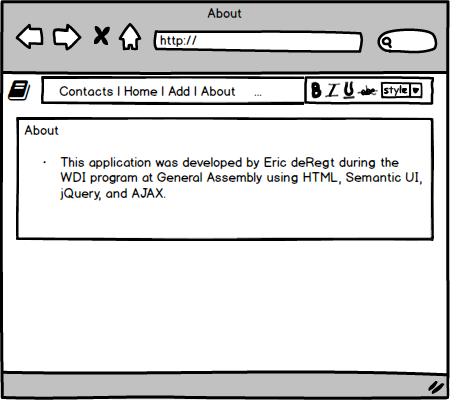 About
http://
Contacts | Home | Add | About ...
B I U abc style
About
· This application was developed by Eric deRegt during the
WDI program at General Assembly using HTML, Semantic UI,
jQuery, and AJAX.